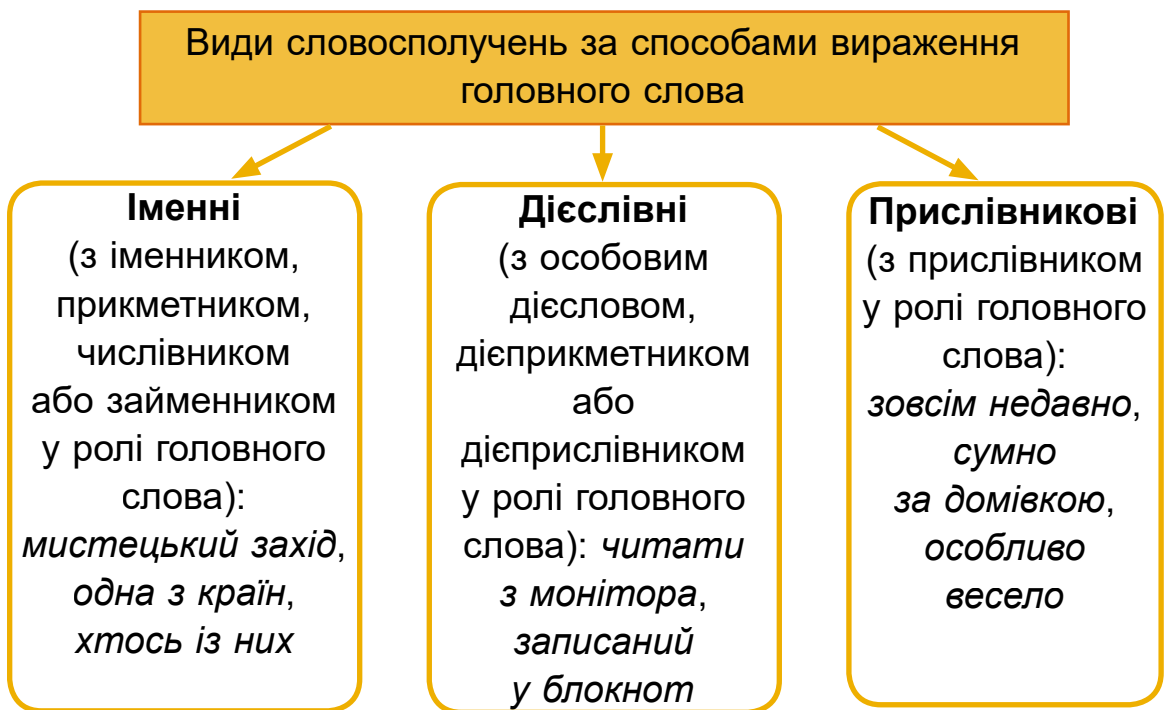 Види словосполучень за способами вираження
головного слова
Іменні
(з іменником,
прикметником,
числівником
або займенником
у ролі головного
слова):
мистецький захід,
одна з країн,
хтось із них
Дієслівні
(з особовим
дієсловом,
дієприкметником
або
дієприслівником
у ролі головного
слова): читати
з монітора,
записаний
у блокнот
Прислівникові
(з прислівником
у ролі головного
слова):
зовсім недавно,
сумно
за домівкою,
особливо
весело